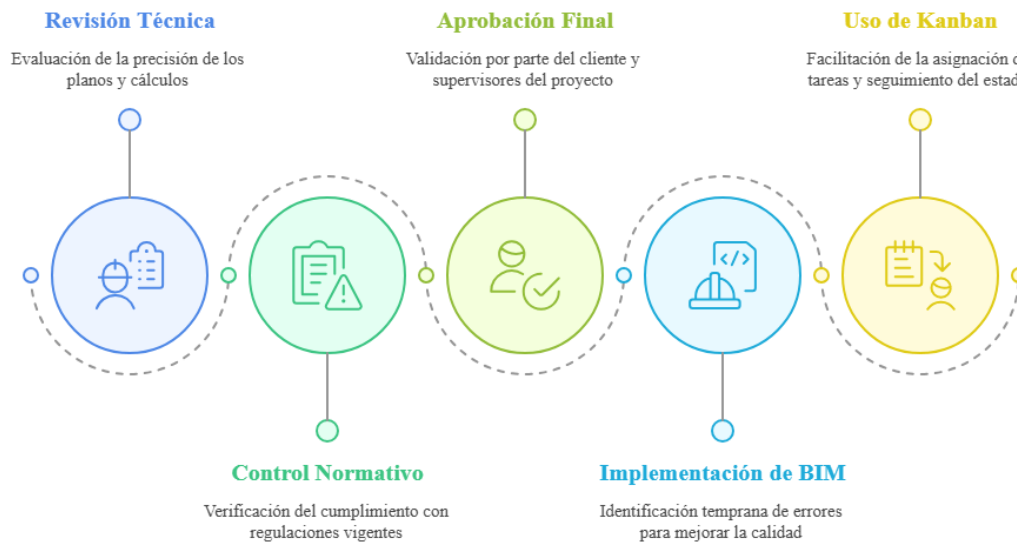 Revisión Técnica
Evaluación de la precisión de los
planos y cálculos
Aprobación Final
Validación por parte del cliente y
supervisores del proyecto
Uso de Kanban
Facilitación de la asignación
tareas y seguimiento del
Control Normativo
Verificación del cumplimiento con
regulaciones vigentes
Implementación de BIM
Identificación temprana de errores
para mejorar la calidad